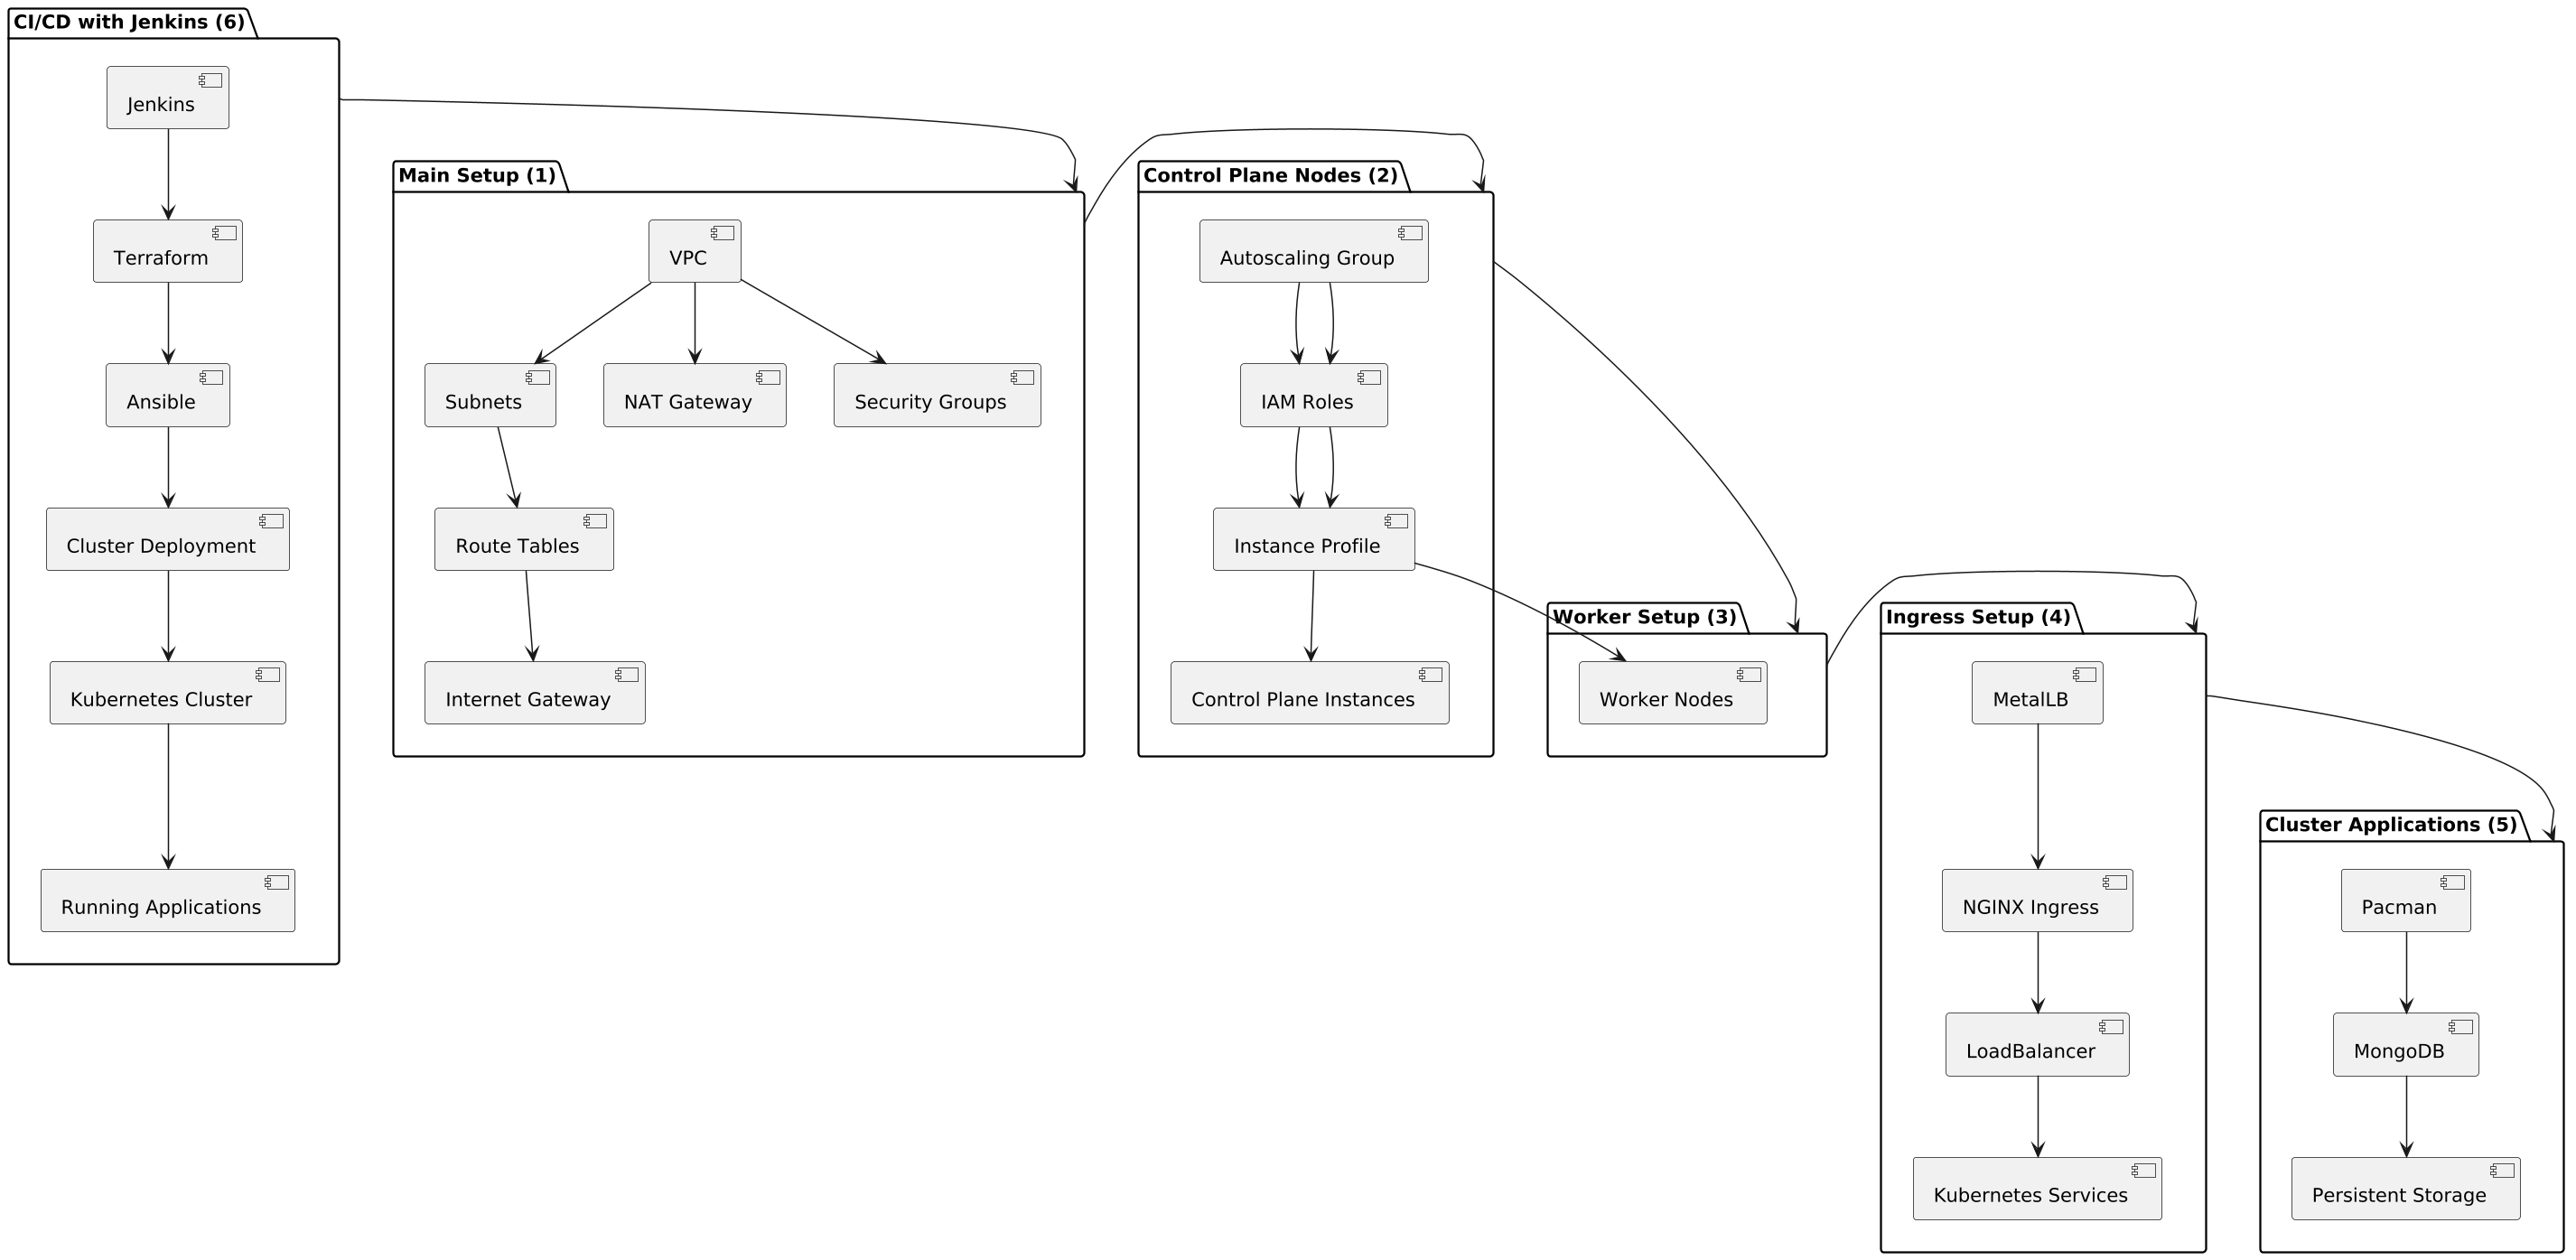 CI/CD with Jenkins (6)
Jenkins
Terraform
Ansible
Cluster Deployment
Kubernetes Cluster
Running Applications
Main Setup (1)
VPC
Subnets
NAT Gateway
Security Groups
Route Tables
Internet Gateway
Control Plane Nodes (2)
Autoscaling Group
IAM Roles
Instance Profile
Control Plane Instances
Worker Setup (3)
Worker Nodes
Ingress Setup (4)
MetalLB
NGINX Ingress
LoadBalancer
Kubernetes Services
Cluster Applications (5)
Pacman
MongoDB
Persistent Storage